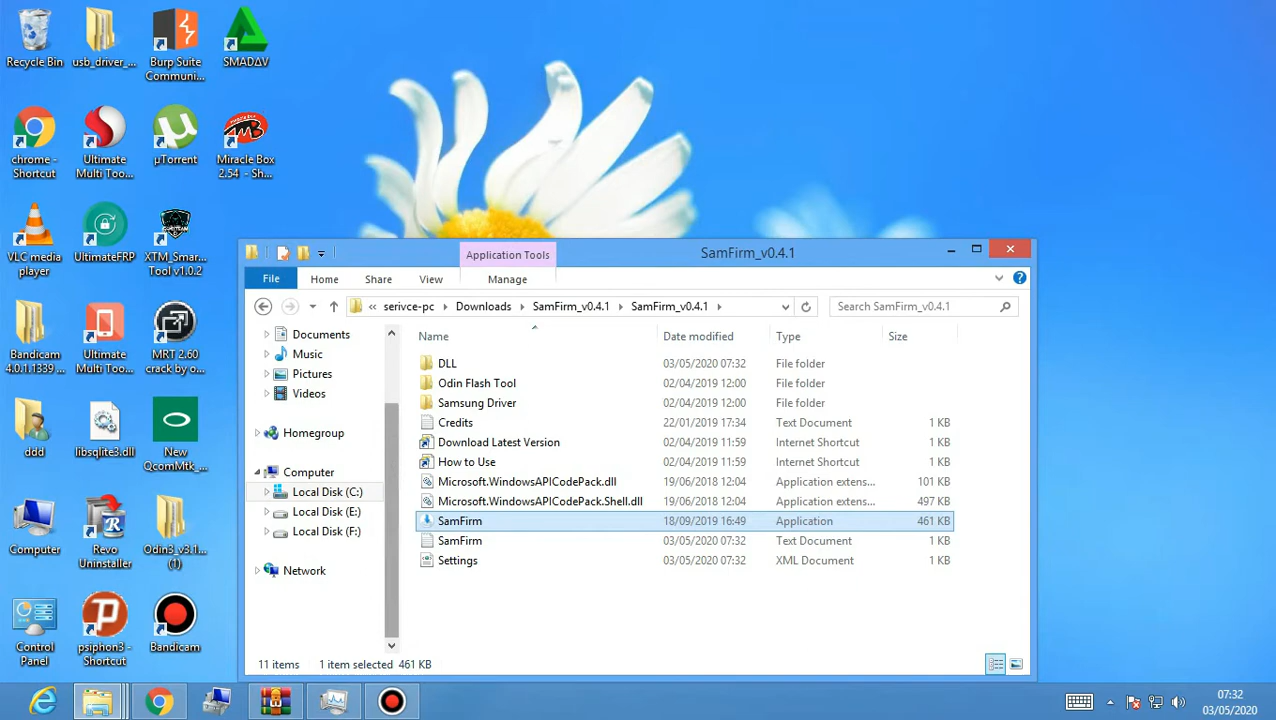 Recycle Bin
usb_driver_...
Burp Suite
Communi...
SMADΔV
chrome -
Shortcut
Ultimate
Multi Too...
µTorrent
Miracle Box
2.54 - Sh...
VLC media
player
UltimateFRP
XTM_Smar...
Tool v1.0.2
Bandicam
4.0.1.1339 ...
Ultimate
Multi Too...
MRT 2.60
crack by o...
ddd
libsqlite3.dll
New
QcomMtk_...
Computer
Revo
Uninstaller
Odin3_v3.1...
(1)
Control
Panel
psiphon3 -
Shortcut
Bandicam
Application Tools
SamFirm_v0.4.1
File
Home
Share
View
Manage
serivce-pc
Downloads
SamFirm_v0.4.1
SamFirm_v0.4.1
Search SamFirm_v0.4.1
Documents
Music
Pictures
Videos
Homegroup
Computer
Local Disk (C:)
Local Disk (E:)
Local Disk (F:)
Network
Name Date modified Type Size
DLL 03/05/2020 07:32 File folder
Odin Flash Tool 02/04/2019 12:00 File folder
Samsung Driver 02/04/2019 12:00 File folder
Credits 22/01/2019 17:34 Text Document 1 KB
Download Latest Version 02/04/2019 11:59 Internet Shortcut 1 KB
How to Use 02/04/2019 11:59 Internet Shortcut 1 KB
Microsoft.WindowsAPICodePack.dll 19/06/2018 12:04 Application extens... 101 KB
Microsoft.WindowsAPICodePack.Shell.dll 19/06/2018 12:04 Application extens... 497 KB
SamFirm 18/09/2019 16:49 Application 461 KB
SamFirm 03/05/2020 07:32 Text Document 1 KB
Settings 03/05/2020 07:32 XML Document 1 KB
11 items 1 item selected 461 KB
07:32
03/05/2020